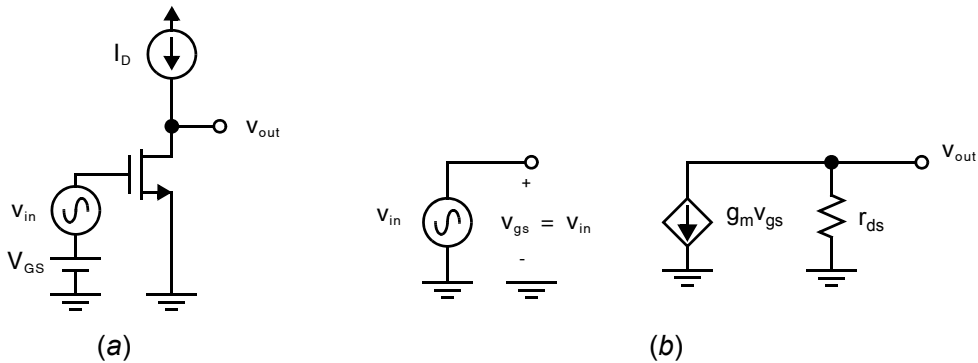 I_D
v_out
v_in
V_GS
(a)
v_in
+
v_gs = v_in
-
g_m v_gs
r_ds
v_out
(b)